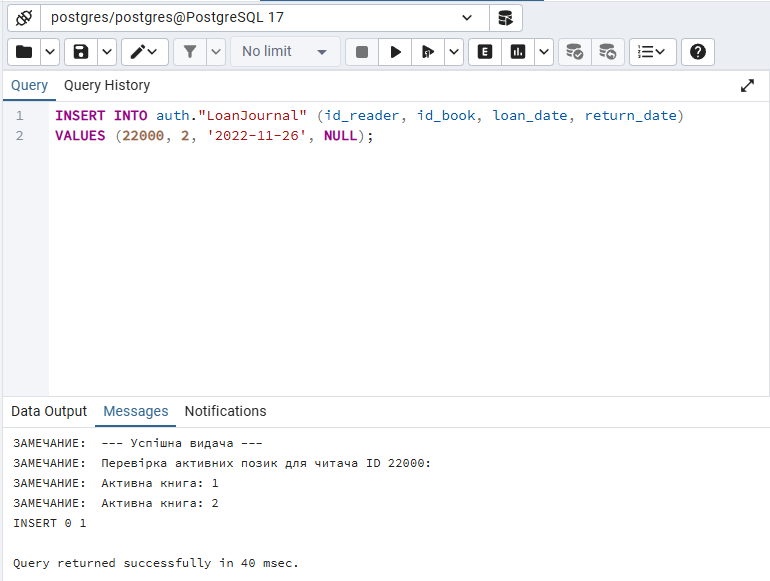 postgres/postgres@PostgreSQL 17
No limit
E
Query Query History
1 INSERT INTO auth."LoanJournal" (id_reader, id_book, loan_date, return_date)
2 VALUES (22000, 2, '2022-11-26', NULL);
Data Output Messages Notifications
ЗАМЕЧАНИЕ: --- Успішна видача ---
ЗАМЕЧАНИЕ: Перевірка активних позик для читача ID 22000:
ЗАМЕЧАНИЕ: Активна книга: 1
ЗАМЕЧАНИЕ: Активна книга: 2
INSERT 0 1
Query returned successfully in 40 msec.